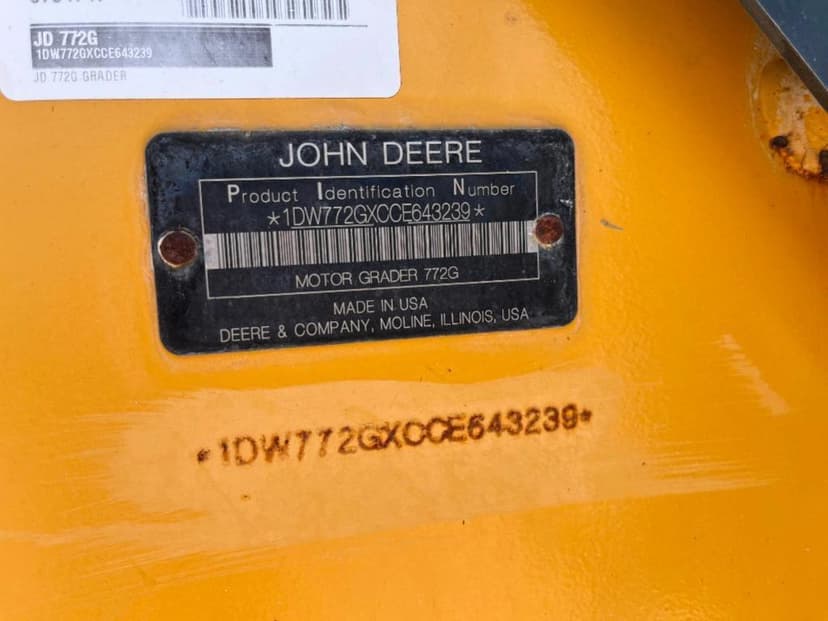 JD 772G
1DW772GXCCE643239
JD 772G GRADER
JOHN DEERE
Product Identification Number
*1DW772GXCCE643239*
MOTOR GRADER 772G
MADE IN USA
DEERE & COMPANY, MOLINE, ILLINOIS, USA
*1DW772GXCCE643239*